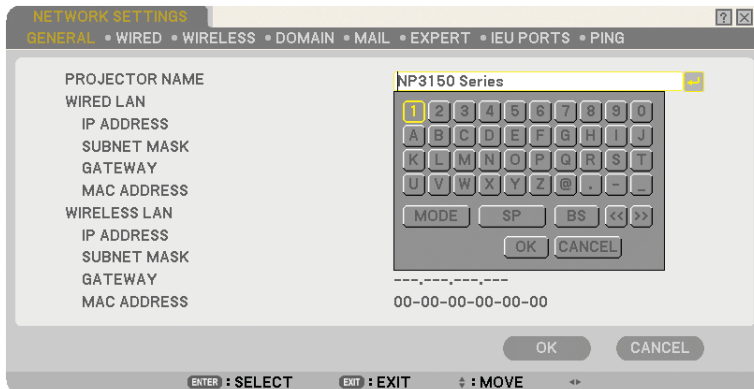 NETWORK SETTINGS ? ×
GENERAL • WIRED • WIRELESS • DOMAIN • MAIL • EXPERT • IEU PORTS • PING
PROJECTOR NAME NP3150 Series
WIRED LAN
1 2 3 4 5 6 7 8 9 0
IP ADDRESS
A B C D E F G H I J
SUBNET MASK
K L M N O P Q R S T
GATEWAY
U V W X Y Z @ . - _
MAC ADDRESS
WIRELESS LAN
MODE SP BS << >>
IP ADDRESS
OK CANCEL
SUBNET MASK
GATEWAY ---.---.---.---
MAC ADDRESS 00-00-00-00-00-00
OK CANCEL
ENTER : SELECT EXIT : EXIT : MOVE